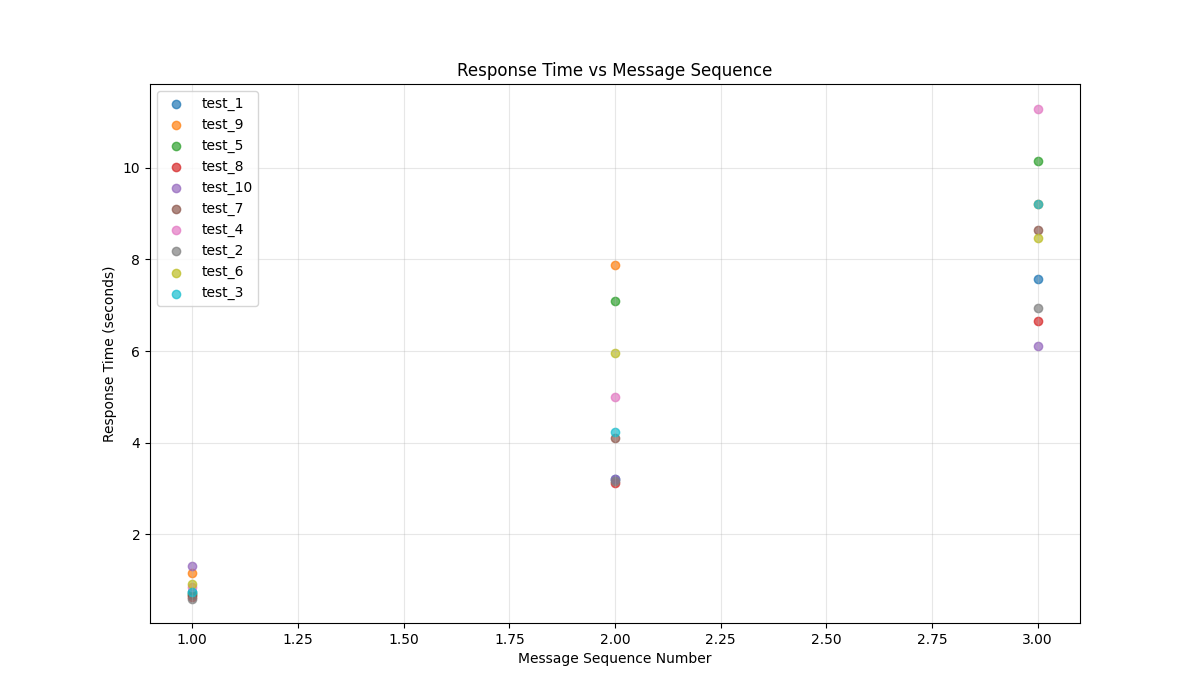 Response Time vs Message Sequence
test_1
test_9
test_5
test_8
test_10
test_7
test_4
test_2
test_6
test_3
Response Time (seconds)
10
8
6
4
2
1.00 1.25 1.50 1.75 2.00 2.25 2.50 2.75 3.00
Message Sequence Number